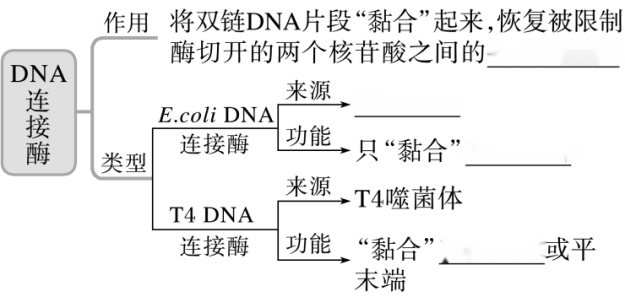 DNA
连
接
酶
作用 将双链DNA片段“黏合”起来,恢复被限制
酶切开的两个核苷酸之间的
类型
E.coli DNA
连接酶
来源
功能
只“黏合”
T4 DNA
连接酶
来源
T4噬菌体
功能
“黏合” 或平
末端